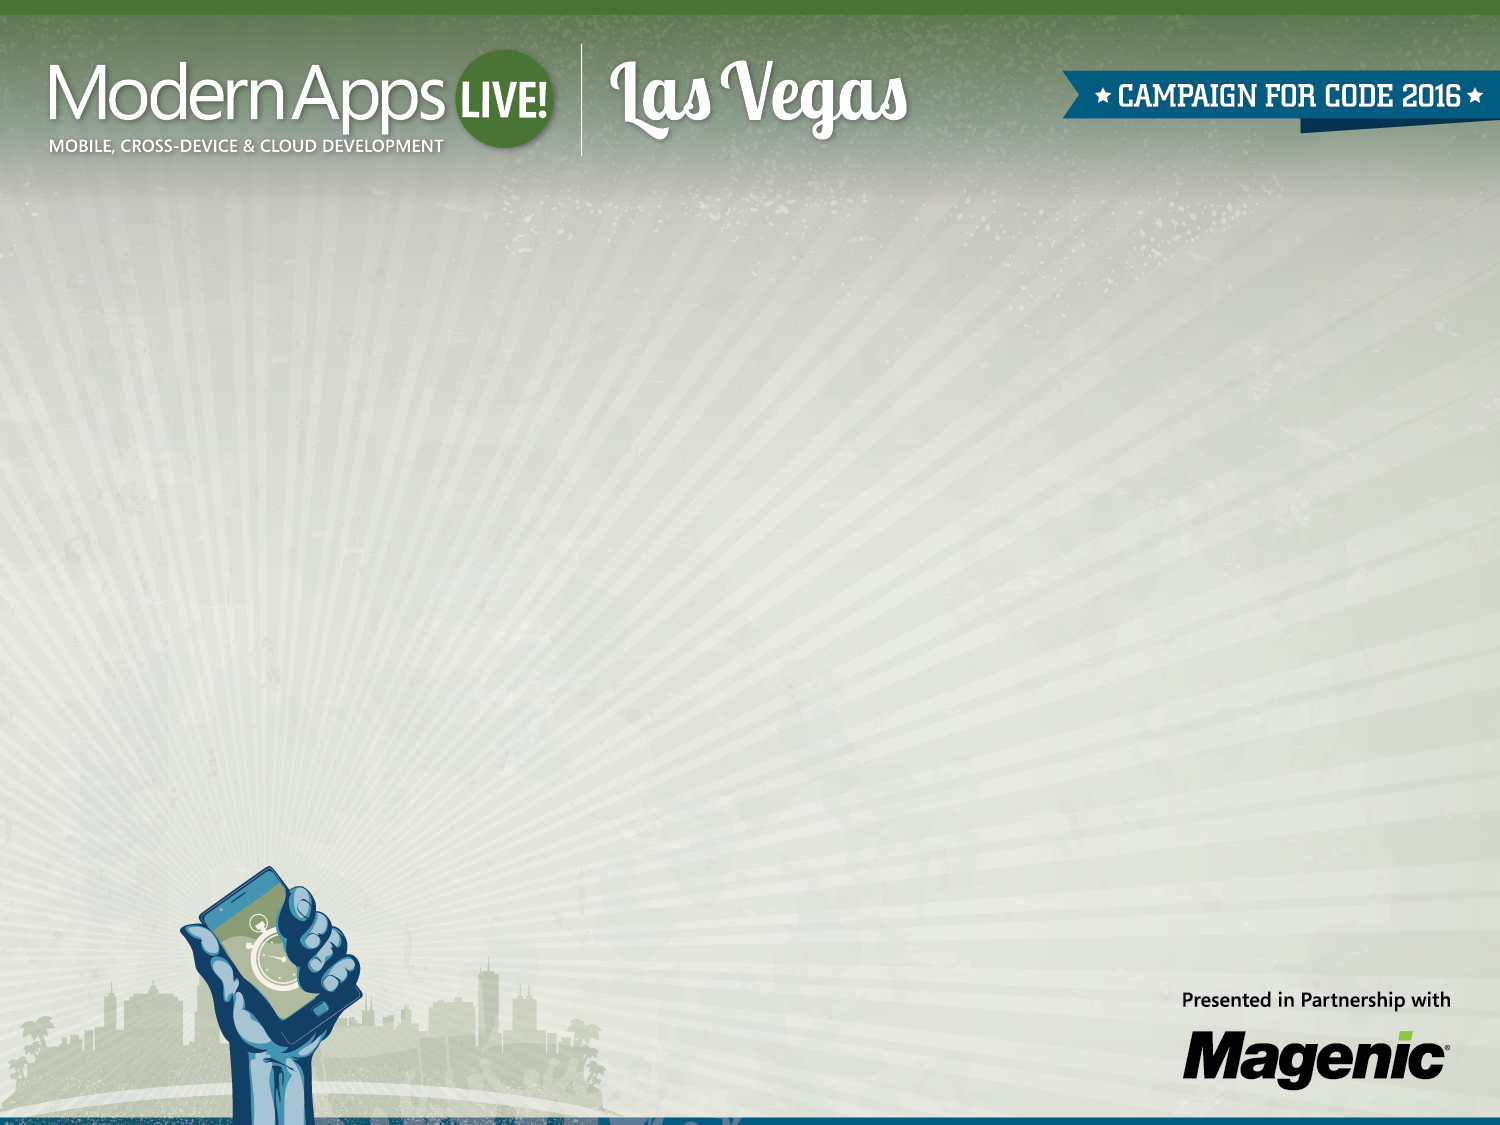 Modern Apps LIVE!
MOBILE, CROSS-DEVICE & CLOUD DEVELOPMENT
Las Vegas
CAMPAIGN FOR CODE 2016
Presented in Partnership with
Magenic®